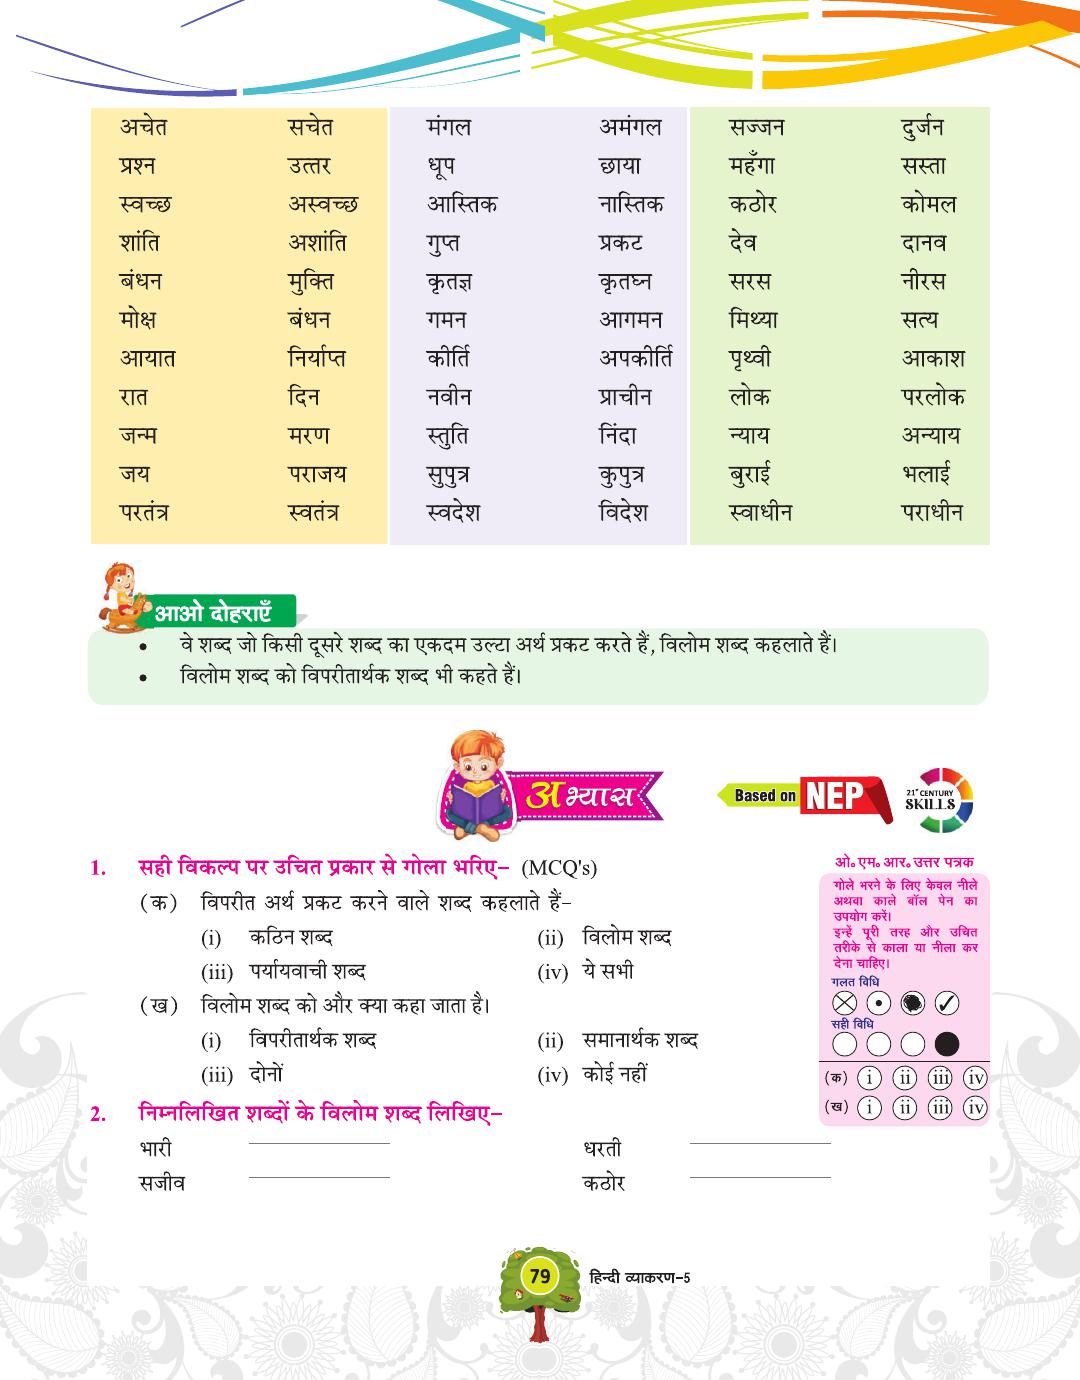 अचेत सचेत मंगल अमंगल सज्जन दुर्जन
प्रश्न उत्तर धूप छाया महँगा सस्ता
स्वच्छ अस्वच्छ आस्तिक नास्तिक कठोर कोमल
शांति अशांति गुप्त प्रकट देव दानव
बंधन मुक्ति कृतज्ञ कृतघ्न सरस नीरस
मोक्ष बंधन गमन आगमन मिथ्या सत्य
आयात निर्याप्त कीर्ति अपकीर्ति पृथ्वी आकाश
रात दिन नवीन प्राचीन लोक परलोक
जन्म मरण स्तुति निंदा न्याय अन्याय
जय पराजय सुपुत्र कुपुत्र बुराई भलाई
परतंत्र स्वतंत्र स्वदेश विदेश स्वाधीन पराधीन
आओ दोहराएँ
• वे शब्द जो किसी दूसरे शब्द का एकदम उल्टा अर्थ प्रकट करते हैं, विलोम शब्द कहलाते हैं।
• विलोम शब्द को विपरीतार्थक शब्द भी कहते हैं।
अभ्यास
Based on NEP
21st CENTURY
SKILLS
1. सही विकल्प पर उचित प्रकार से गोला भरिए– (MCQ's)
(क) विपरीत अर्थ प्रकट करने वाले शब्द कहलाते हैं–
(i) कठिन शब्द (ii) विलोम शब्द
(iii) पर्यायवाची शब्द (iv) ये सभी
(ख) विलोम शब्द को और क्या कहा जाता है।
(i) विपरीतार्थक शब्द (ii) समानार्थक शब्द
(iii) दोनों (iv) कोई नहीं
ओ॰ एम॰ आर॰ उत्तर पत्रक
गोले भरने के लिए केवल नीले
अथवा काले बॉल पेन का
उपयोग करें।
इन्हें पूरी तरह और उचित
तरीके से काला या नीला कर
देना चाहिए।
गलत विधि
सही विधि
(क) i ii iii iv
(ख) i ii iii iv
2. निम्नलिखित शब्दों के विलोम शब्द लिखिए–
भारी धरती
सजीव कठोर
79 हिन्दी व्याकरण–5